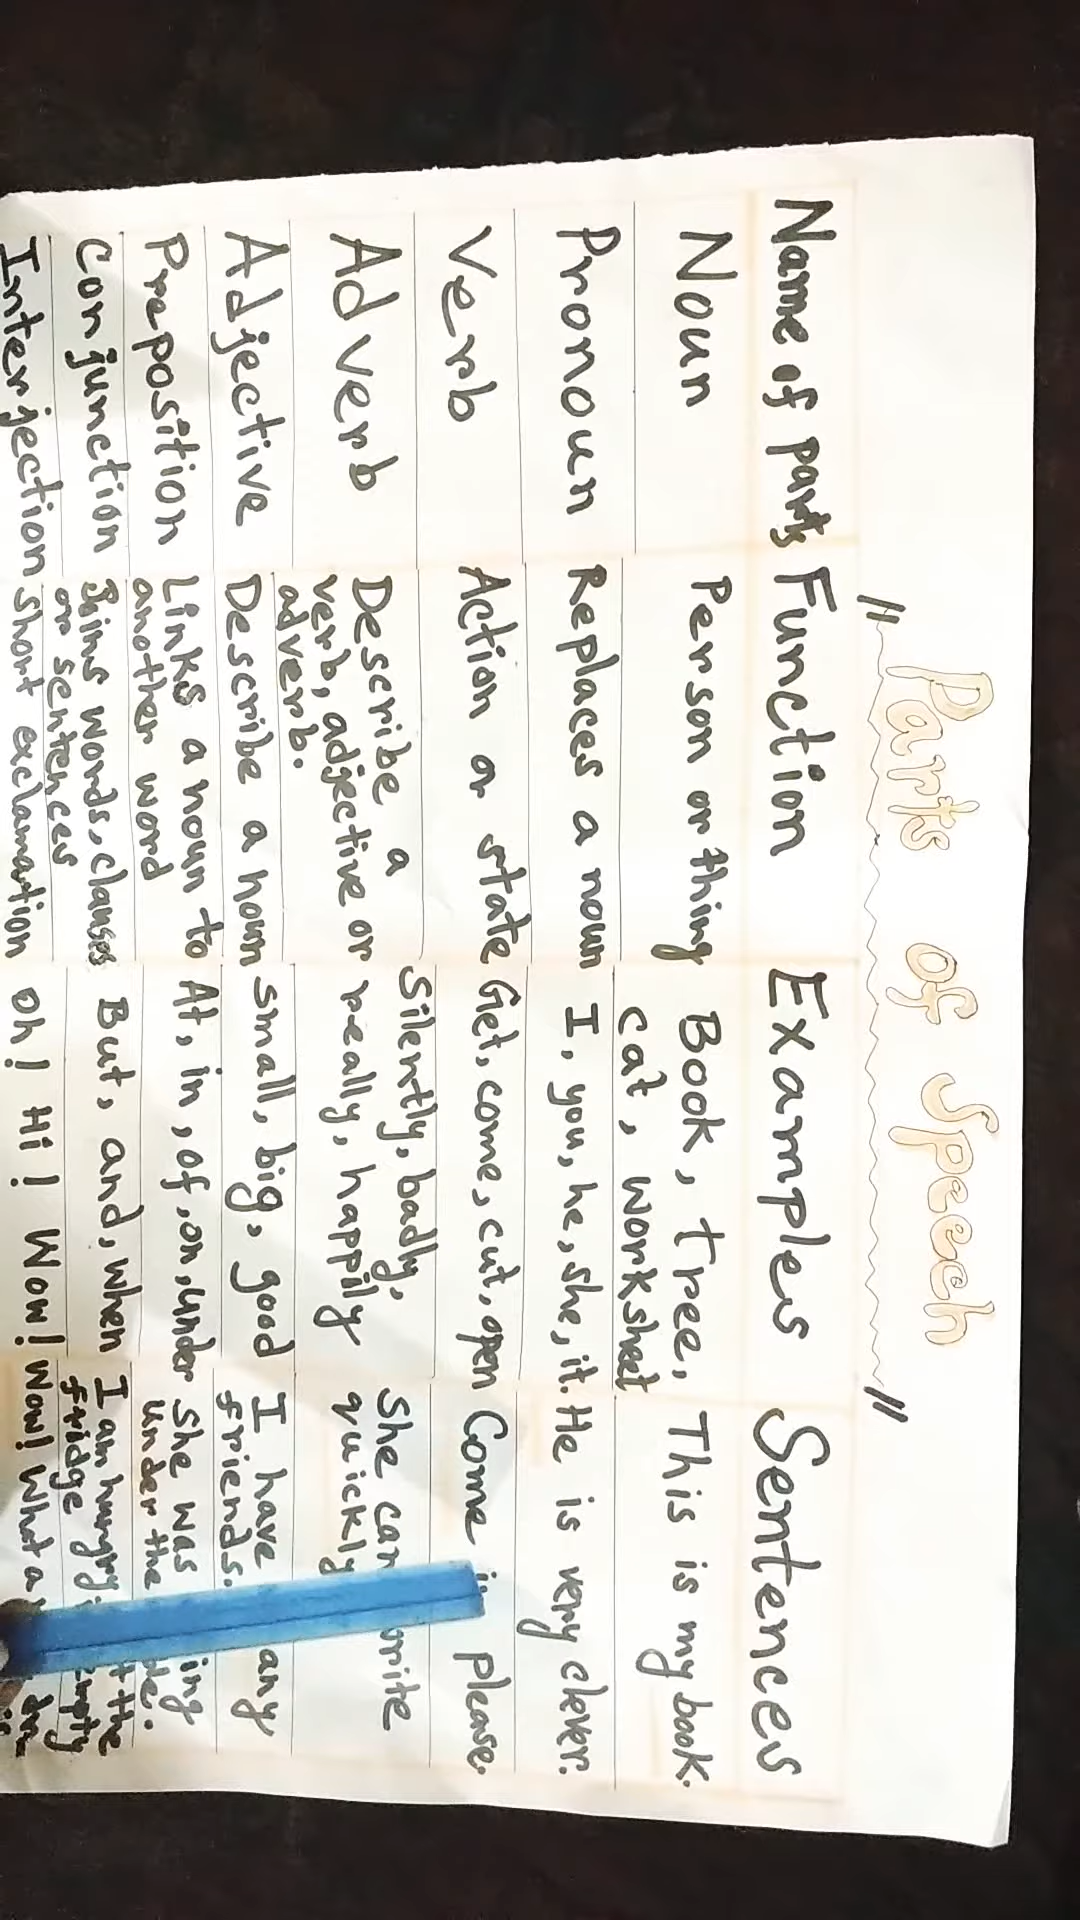 "Parts of Speech"
Name of parts Function Examples Sentences
Noun Person or thing Book, tree, This is my book.
cat, worksheet
Pronoun Replaces a noun I, you, he, she, it. He is very clever.
Verb Action or state Get, come, cut, open Come please.
Adverb Describe a Silently, badly, She can write
verb, adjective or really, happily quickly
adverb.
Adjective Describe a noun small, big, good I have any
friends.
Preposition Links a noun to At, in, of, on, under She was ing
another word under the
Conjunction Joins words, clauses But, and, when I am hungry the
or sentences fridge empty
Interjection short exclamation Oh! Hi! Wow! Wow! What a